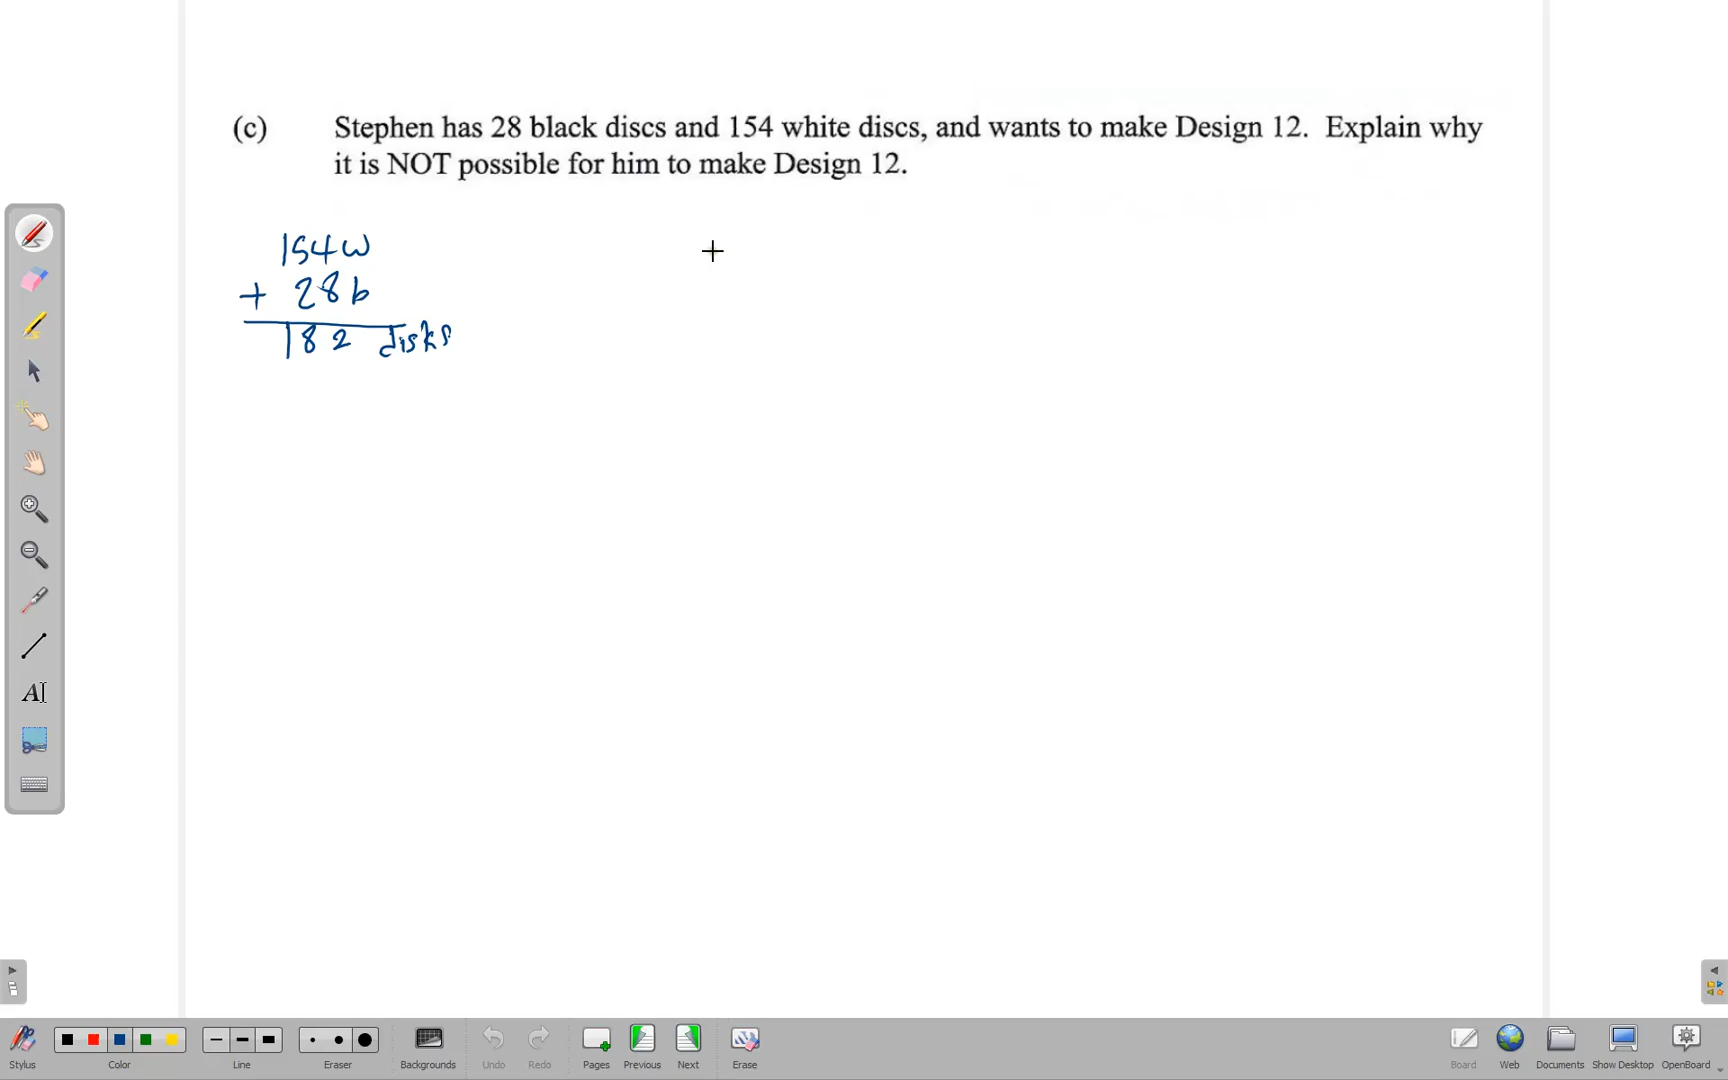 (c) Stephen has 28 black discs and 154 white discs, and wants to make Design 12. Explain why
it is NOT possible for him to make Design 12.
154w
+ 28b
182 disks
A
Stylus
Color
Line
Eraser
Backgrounds
Undo
Redo
Pages
Previous
Next
Erase
Board
Web
Documents
Show Desktop
OpenBoard